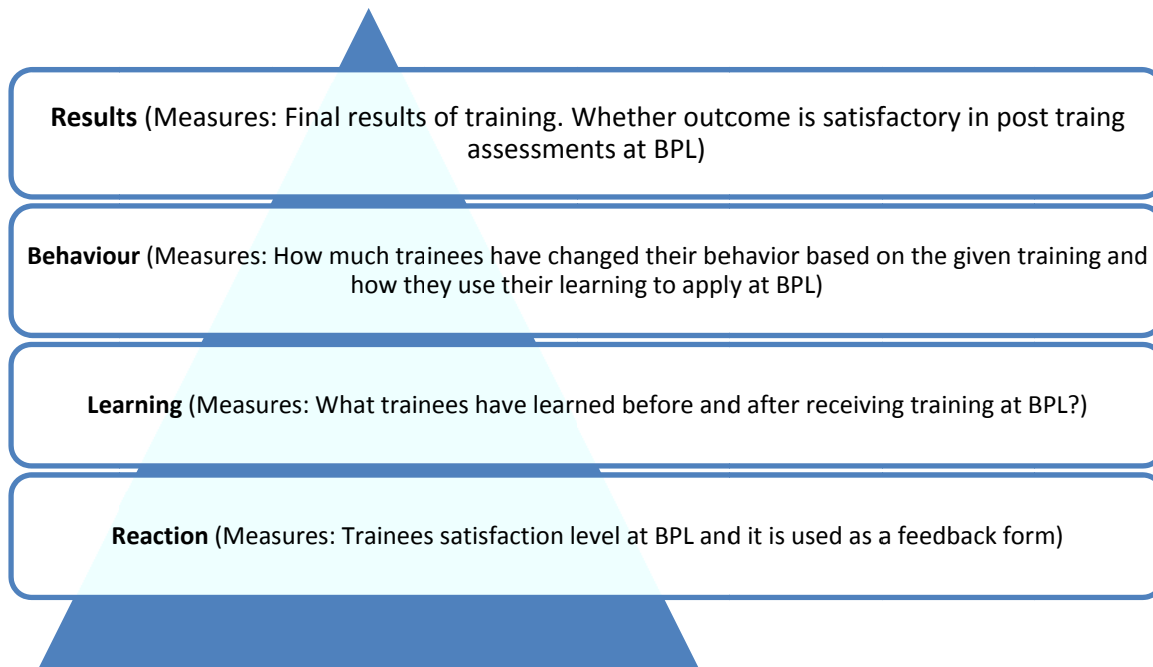 Results (Measures: Final results of training. Whether outcome is satisfactory in post traing
assessments at BPL)
Behaviour (Measures: How much trainees have changed their behavior based on the given training and
how they use their learning to apply at BPL)
Learning (Measures: What trainees have learned before and after receiving training at BPL?)
Reaction (Measures: Trainees satisfaction level at BPL and it is used as a feedback form)